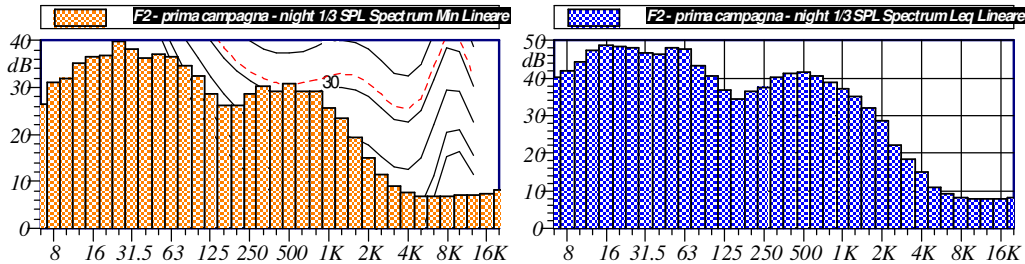 F2 - prima campagna - night 1/3 SPL Spectrum Min Lineare
40
dB
30
20
10
0
30
8 16 31.5 63 125 250 500 1K 2K 4K 8K 16K
F2 - prima campagna - night 1/3 SPL Spectrum Leq Lineare
50
dB
40
30
20
10
0
8 16 31.5 63 125 250 500 1K 2K 4K 8K 16K